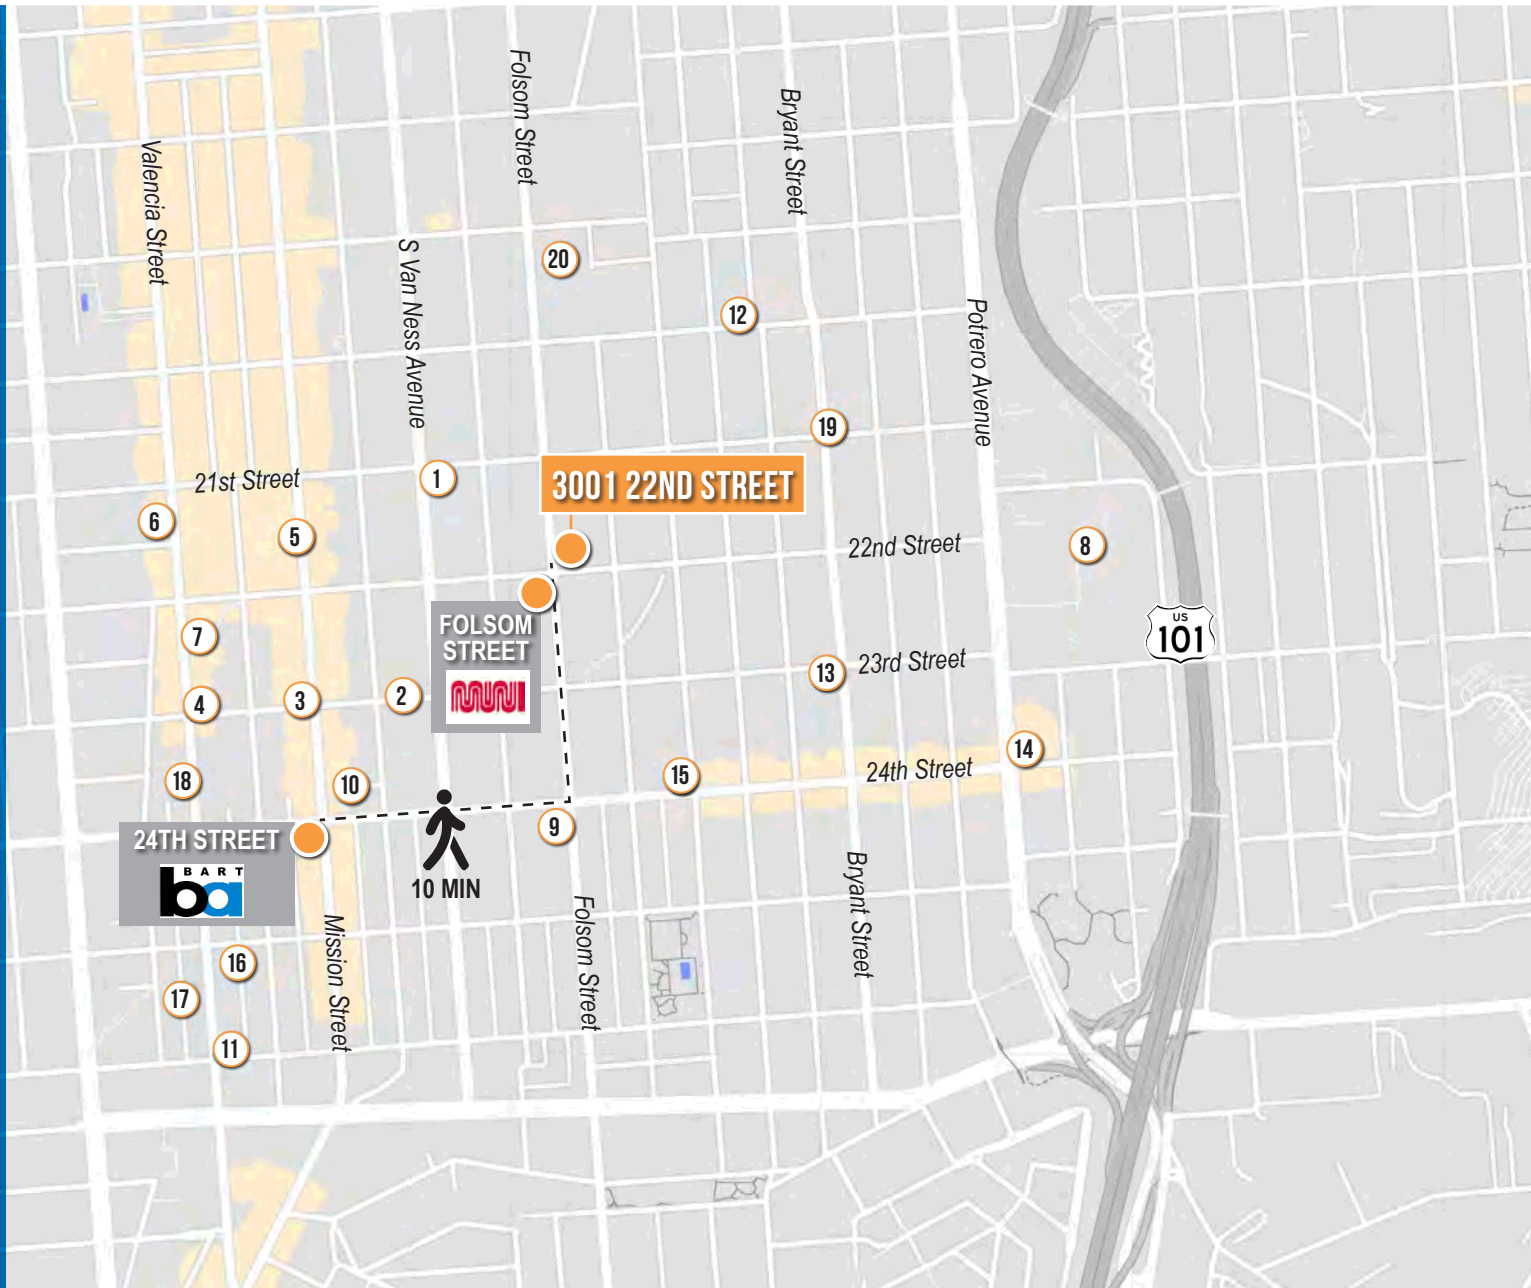 Folsom Street
Bryant Street
Valencia Street
S Van Ness Avenue
20
12
Potrero Avenue
19
21st Street
1
3001 22ND STREET
6
5
22nd Street
8
FOLSOM
STREET
MUNI
US
101
7
23rd Street
13
2
3
4
14
24th Street
15
18
10
9
24TH STREET
BART
ba
10 MIN
Bryant Street
Folsom Street
Mission Street
16
17
11